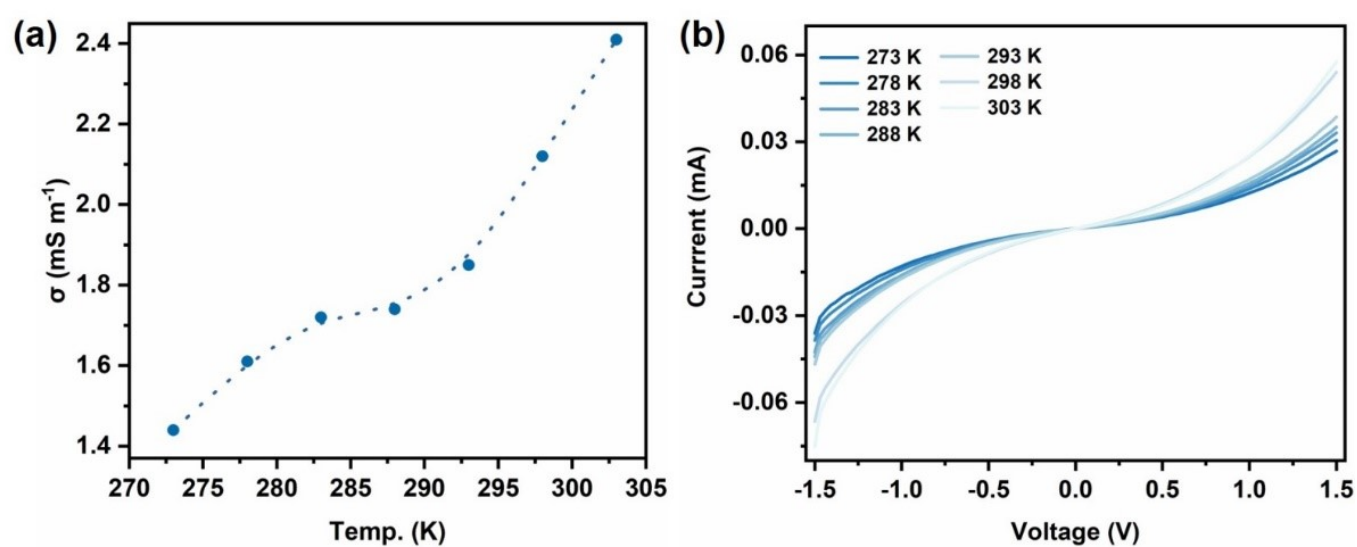 (a)
2.4
2.2
2.0
1.8
1.6
1.4
σ (mS m⁻¹)
270 275 280 285 290 295 300 305
Temp. (K)
(b)
0.06
0.03
0.00
-0.03
-0.06
Currrent (mA)
273 K 293 K
278 K 298 K
283 K 303 K
288 K
-1.5 -1.0 -0.5 0.0 0.5 1.0 1.5
Voltage (V)